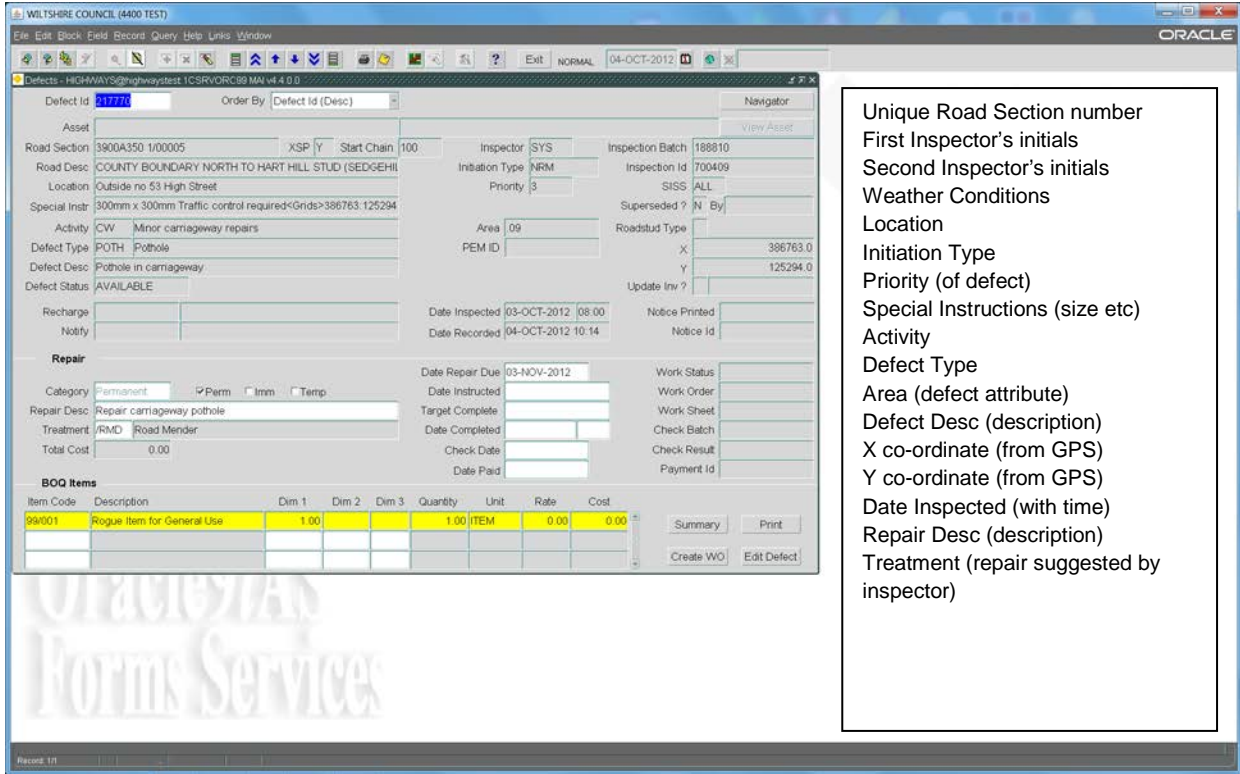 WILTSHIRE COUNCIL (4400 TEST)
File Edit Block Field Record Query Help Links Window
ORACLE
Exit NORMAL 04-OCT-2012
Defects - HIGHWAYS@highwaystest.1CSRVORC99 MAI v4.4.0.0
Defect Id 217770 Order By Defect Id (Desc) Navigator
Asset View Asset
Road Section 3900A350 1/00005 XSP Y Start Chain 100 Inspector SYS Inspection Batch 188810
Road Desc COUNTY BOUNDARY NORTH TO HART HILL STUD (SEDGEHIL Initiation Type NRM Inspection Id 700409
Location Outside no 53 High Street Priority 3 SISS ALL
Special Instr 300mm x 300mm Traffic control required<Grids>386763:125294 Superseded ? N By
Activity CW Minor carriageway repairs Area 09 Roadstud Type
Defect Type POTH Pothole PEM ID X 386763.0
Defect Desc Pothole in carriageway Y 125294.0
Defect Status AVAILABLE Update Inv ?
Recharge Date Inspected 03-OCT-2012 08:00 Notice Printed
Notify Date Recorded 04-OCT-2012 10:14 Notice Id
Repair
Date Repair Due 03-NOV-2012 Work Status
Category Permanent Perm Imm Temp Date Instructed Work Order
Repair Desc Repair carriageway pothole Target Complete Work Sheet
Treatment /RMD Road Mender Date Completed Check Batch
Total Cost 0.00 Check Date Check Result
Date Paid Payment Id
BOQ Items
Item Code Description Dim 1 Dim 2 Dim 3 Quantity Unit Rate Cost
99/001 Rogue Item for General Use 1.00 1.00 ITEM 0.00 0.00
Summary Print
Create WO Edit Defect
Oracle9iAS
Forms Services
Record: 1/1
Unique Road Section number
First Inspector's initials
Second Inspector's initials
Weather Conditions
Location
Initiation Type
Priority (of defect)
Special Instructions (size etc)
Activity
Defect Type
Area (defect attribute)
Defect Desc (description)
X co-ordinate (from GPS)
Y co-ordinate (from GPS)
Date Inspected (with time)
Repair Desc (description)
Treatment (repair suggested by
inspector)